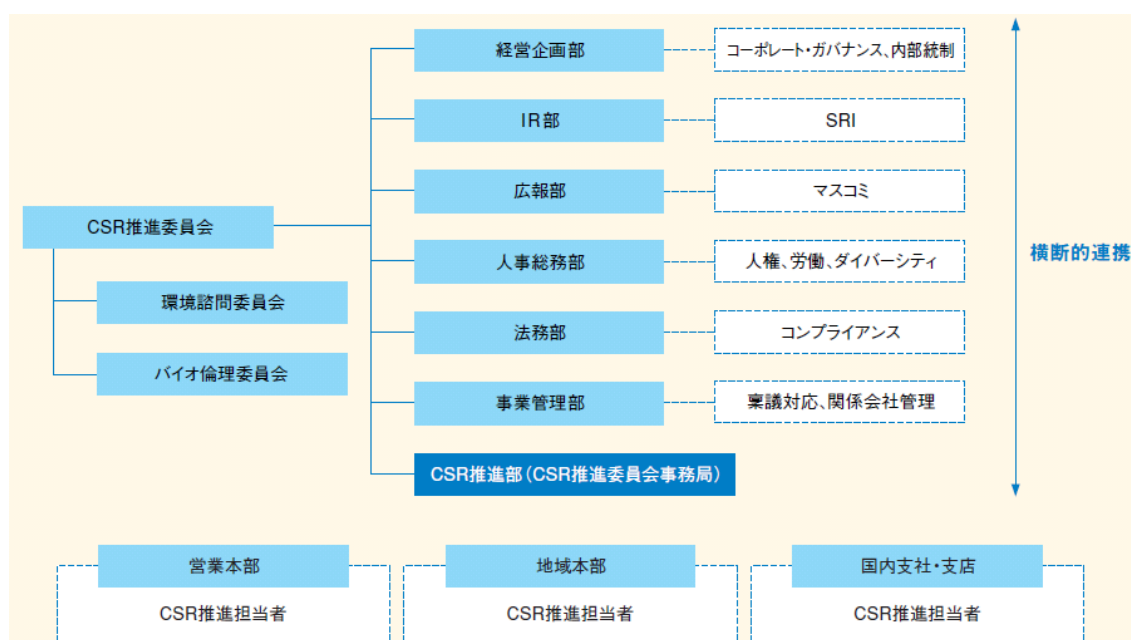 経営企画部
コーポレート・ガバナンス、内部統制
IR部
SRI
広報部
マスコミ
CSR推進委員会
人事総務部
人権、労働、ダイバーシティ
横断的連携
環境諮問委員会
法務部
コンプライアンス
バイオ倫理委員会
事業管理部
稟議対応、関係会社管理
CSR推進部（CSR推進委員会事務局）
営業本部
CSR推進担当者
地域本部
CSR推進担当者
国内支社・支店
CSR推進担当者